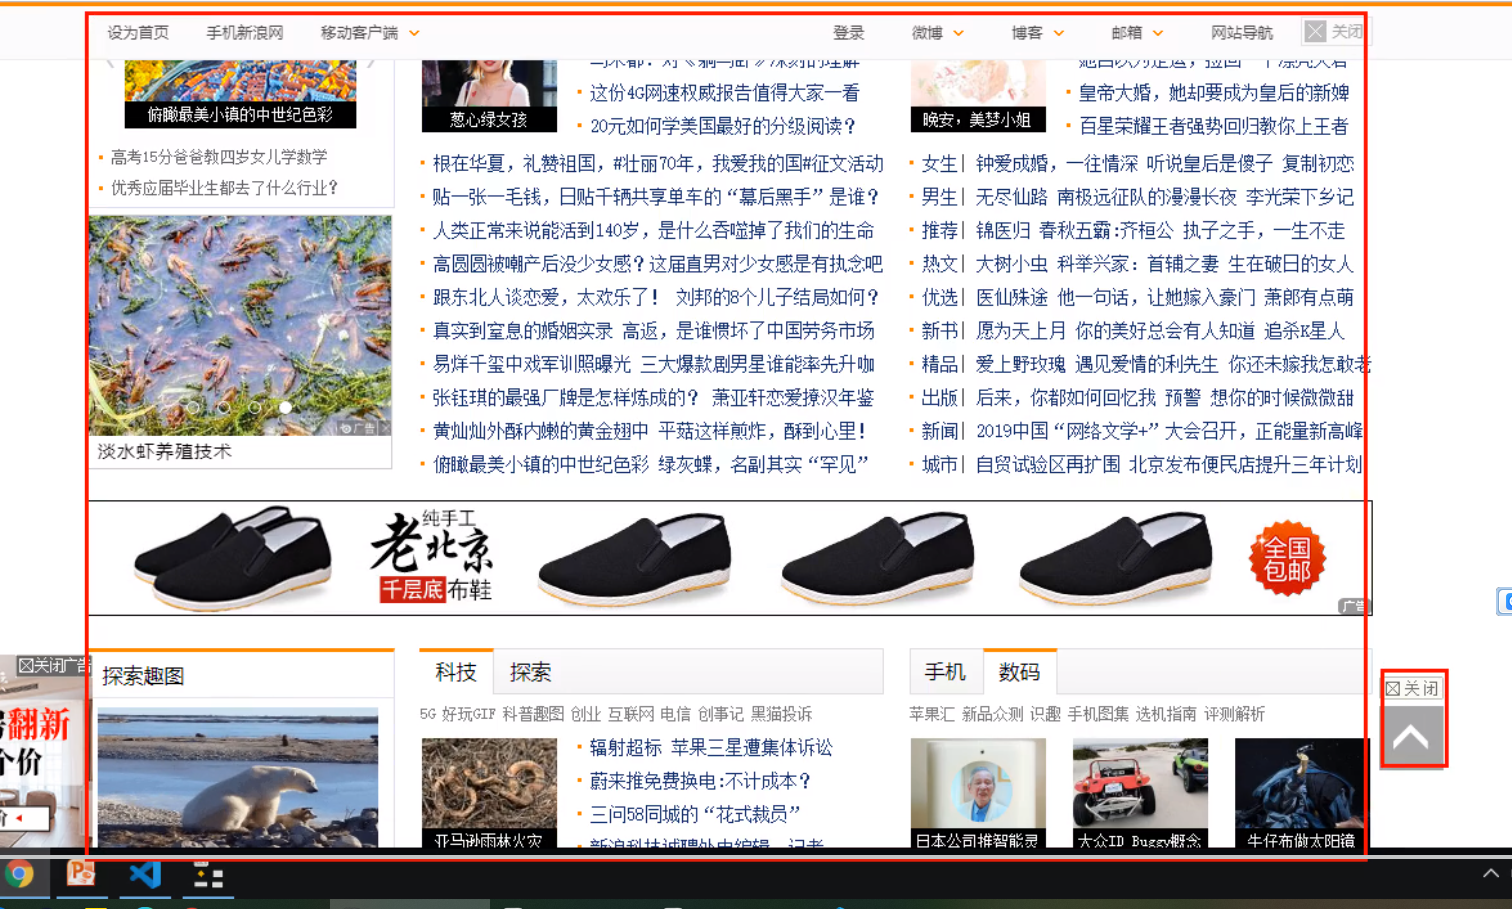 设为首页 手机新浪网 移动客户端 登录 微博 博客 邮箱 网站导航 关闭
俯瞰最美小镇的中世纪色彩
高考15分爸爸教四岁女儿学数学
优秀应届毕业生都去了什么行业？
广告
淡水虾养殖技术
葱心绿女孩
这份4G网速权威报告值得大家一看
20元如何学美国最好的分级阅读？
根在华夏，礼赞祖国，#壮丽70年，我爱我的国#征文活动
贴一张一毛钱，日贴千辆共享单车的“幕后黑手”是谁？
人类正常来说能活到140岁，是什么吞噬掉了我们的生命
高圆圆被嘲产后没少女感？这届直男对少女感是有执念吧
跟东北人谈恋爱，太欢乐了！ 刘邦的8个儿子结局如何？
真实到窒息的婚姻实录 高返，是谁惯坏了中国劳务市场
易烊千玺中戏军训照曝光 三大爆款剧男星谁能率先升咖
张钰琪的最强厂牌是怎样炼成的？ 萧亚轩恋爱撩汉年鉴
黄灿灿外酥内嫩的黄金翅中 平菇这样煎炸，酥到心里！
俯瞰最美小镇的中世纪色彩 绿灰蝶，名副其实“罕见”
晚安，美梦小姐
皇帝大婚，她却要成为皇后的新婢
百星荣耀王者强势回归教你上王者
女生| 钟爱成婚，一往情深 听说皇后是傻子 复制初恋
男生| 无尽仙路 南极远征队的漫漫长夜 李光荣下乡记
推荐| 锦医归 春秋五霸:齐桓公 执子之手，一生不走
热文| 大树小虫 科举兴家：首辅之妻 生在破日的女人
优选| 医仙殊途 他一句话，让她嫁入豪门 萧郎有点萌
新书| 愿为天上月 你的美好总会有人知道 追杀K星人
精品| 爱上野玫瑰 遇见爱情的利先生 你还未嫁我怎敢老
出版| 后来，你都如何回忆我 预警 想你的时候微微甜
新闻| 2019中国“网络文学+”大会召开，正能量新高峰
城市| 自贸试验区再扩围 北京发布便民店提升三年计划
纯手工
老北京
千层底布鞋
全国
包邮
广告
关闭广告
翻新
个价
探索趣图
科技 探索
5G 好玩GIF 科普趣图 创业 互联网 电信 创事记 黑猫投诉
亚马逊雨林火灾
辐射超标 苹果三星遭集体诉讼
蔚来推免费换电:不计成本？
三问58同城的“花式裁员”
新浪科技诚聘处内编辑、记者
手机 数码
苹果汇 新品众测 识趣 手机图集 选机指南 评测解析
日本公司推智能灵
大众ID Buggy概念
牛仔布做太阳镜
关闭